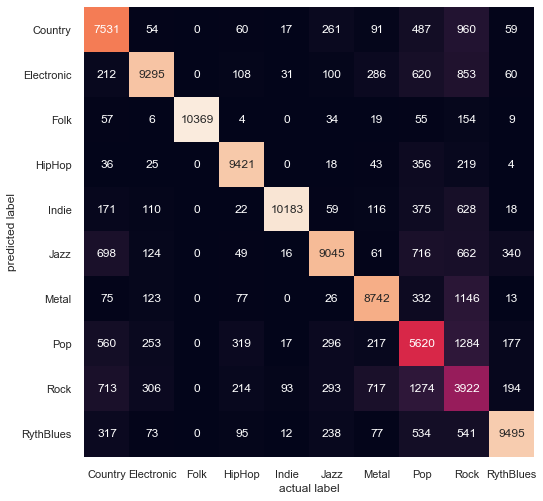 Country 7531 54 0 60 17 261 91 487 960 59
Electronic 212 9295 0 108 31 100 286 620 853 60
Folk 57 6 10369 4 0 34 19 55 154 9
HipHop 36 25 0 9421 0 18 43 356 219 4
Indie 171 110 0 22 10183 59 116 375 628 18
Jazz 698 124 0 49 16 9045 61 716 662 340
Metal 75 123 0 77 0 26 8742 332 1146 13
Pop 560 253 0 319 17 296 217 5620 1284 177
Rock 713 306 0 214 93 293 717 1274 3922 194
RythBlues 317 73 0 95 12 238 77 534 541 9495
Country Electronic Folk HipHop Indie Jazz Metal Pop Rock RythBlues
actual label
predicted label